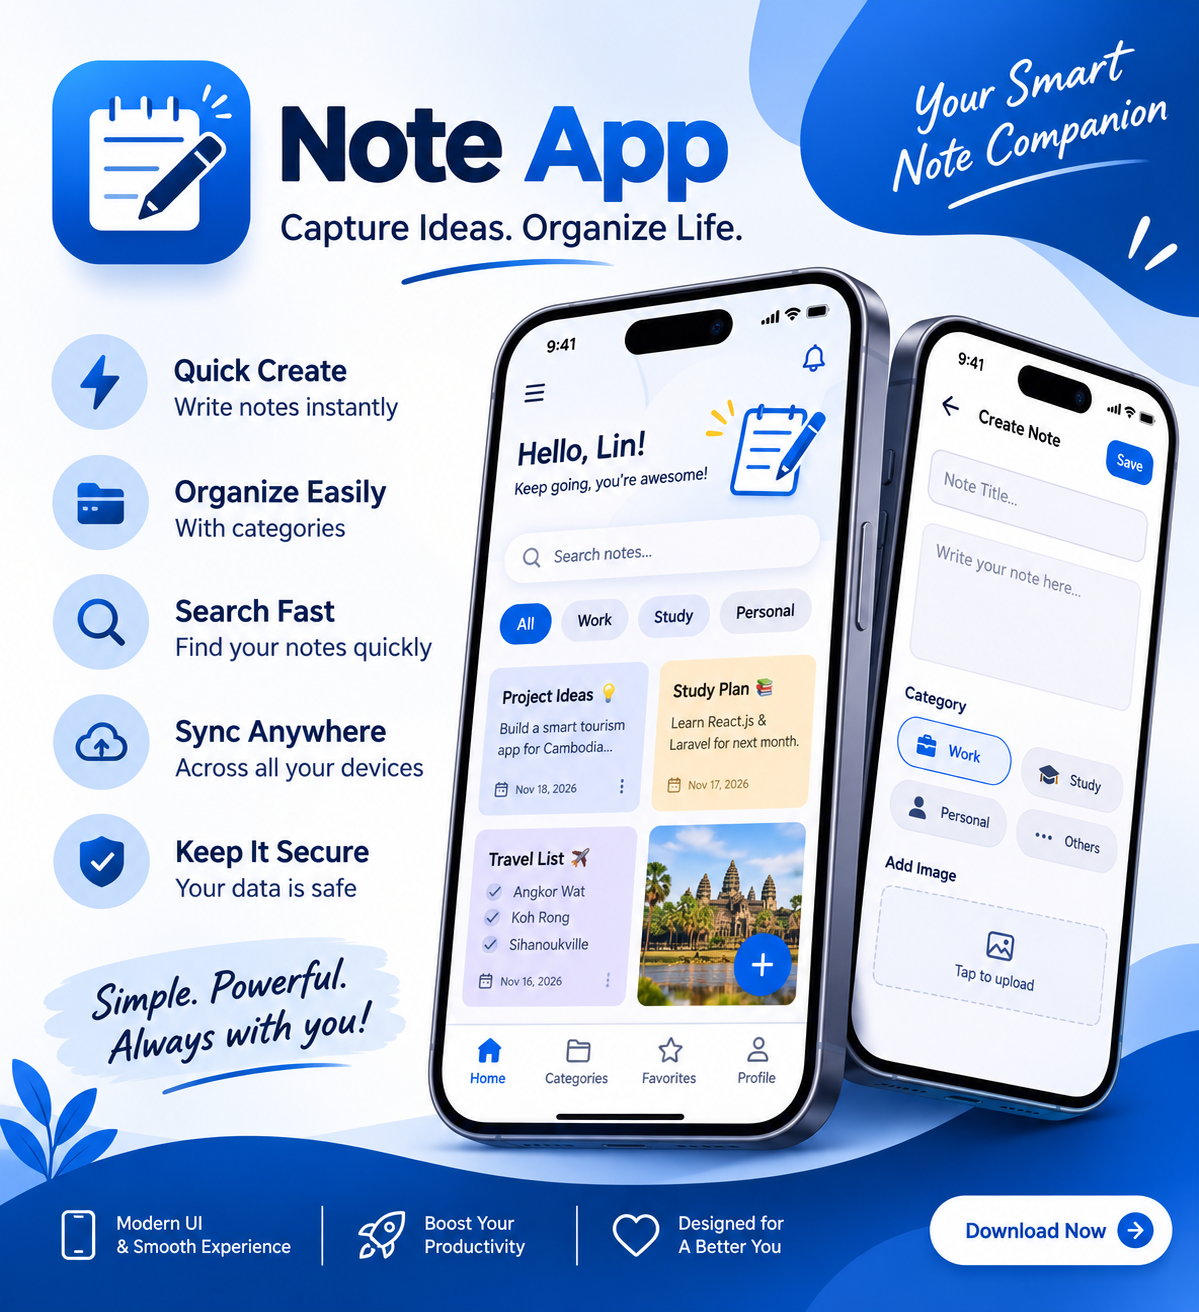 Your Smart
Note Companion
Note App
Capture Ideas. Organize Life.
Quick Create
Write notes instantly
Organize Easily
With categories
Search Fast
Find your notes quickly
Sync Anywhere
Across all your devices
Keep It Secure
Your data is safe
Simple. Powerful.
Always with you!
9:41
Hello, Lin!
Keep going, you're awesome!
Search notes...
All
Work
Study
Personal
Project Ideas 💡
Build a smart tourism
app for Cambodia...
Nov 18, 2026
Study Plan 📚
Learn React.js &
Laravel for next month.
Nov 17, 2026
Travel List ✈️
Angkor Wat
Koh Rong
Sihanoukville
Nov 16, 2026
Home
Categories
Favorites
Profile
9:41
Create Note
Save
Note Title...
Write your note here...
Category
Work
Study
Personal
Others
Add Image
Tap to upload
Modern UI
& Smooth Experience
Boost Your
Productivity
Designed for
A Better You
Download Now